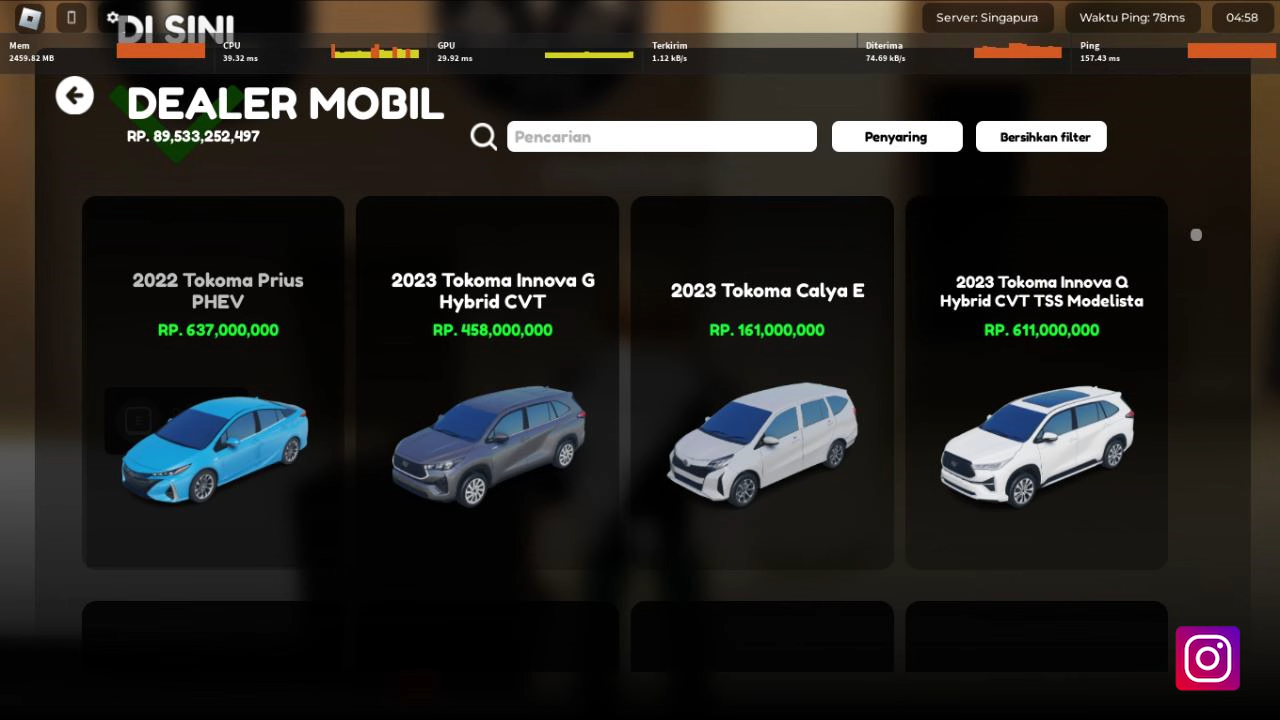 DI SINI
Server: Singapura
Waktu Ping: 78ms
04:58
Mem
2459.82 MB
CPU
39.32 ms
GPU
29.92 ms
Terkirim
1.12 kB/s
Diterima
74.69 kB/s
Ping
157.43 ms
DEALER MOBIL
RP. 89,533,252,497
Pencarian
Penyaring
Bersihkan filter
2022 Tokoma Prius
PHEV
RP. 637,000,000
2023 Tokoma Innova G
Hybrid CVT
RP. 458,000,000
2023 Tokoma Calya E
RP. 161,000,000
2023 Tokoma Innova Q
Hybrid CVT TSS Modelista
RP. 611,000,000